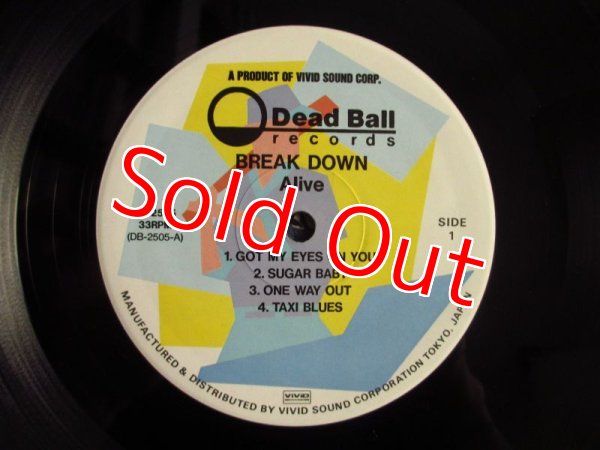 A PRODUCT OF VIVID SOUND CORP.
Dead Ball
records
BREAK DOWN
Alive
33RPM
(DB-2505-A)
SIDE
1
1. GOT MY EYES ON YOU
2. SUGAR BABY
3. ONE WAY OUT
4. TAXI BLUES
Sold Out
MANUFACTURED & DISTRIBUTED BY VIVID SOUND CORPORATION TOKYO. JAPAN
VIVID